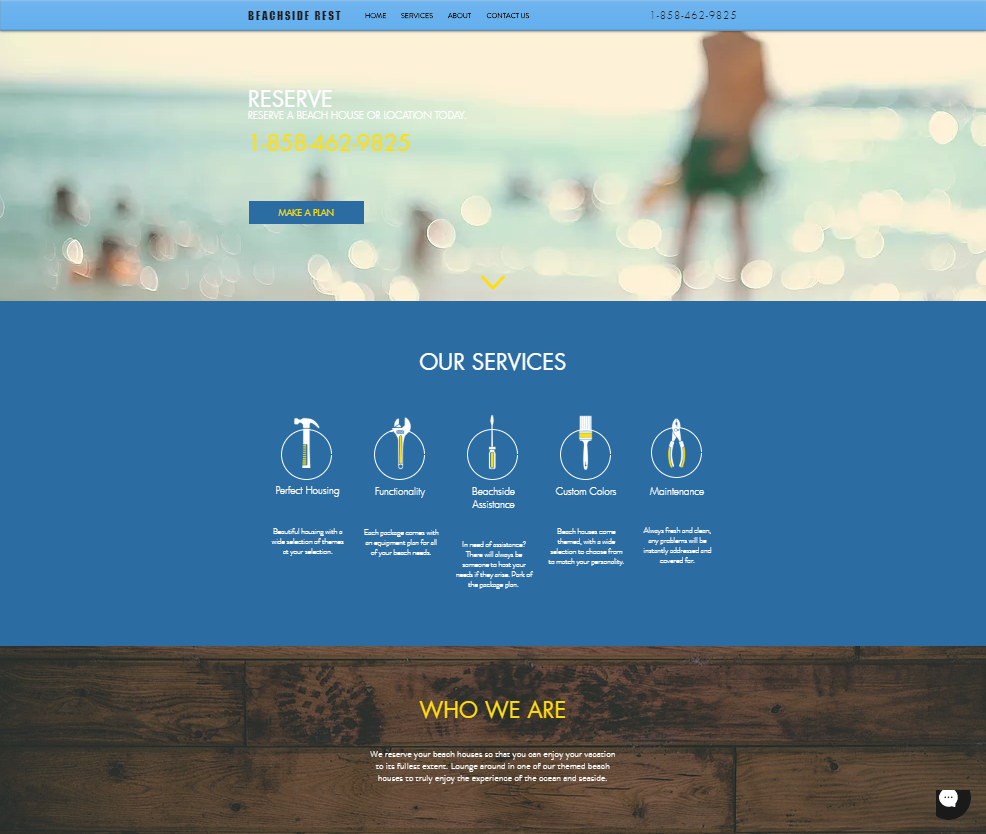 BEACHSIDE REST
HOME SERVICES ABOUT CONTACT US
1-858-462-9825
RESERVE
RESERVE A BEACH HOUSE OR LOCATION TODAY.
1-858-462-9825
MAKE A PLAN
OUR SERVICES
Perfect Housing
Beautiful housing with a
wide selection of themes
at your selection.
Functionality
Each package comes with
an equipment plan for all
of your beach needs.
Beachside
Assistance
In need of assistance?
There will always be
someone to host your
needs if they arise. Park of
the package plan.
Custom Colors
Beach houses come
themed, with a wide
selection to choose from
to match your personality.
Maintenance
Always fresh and clean,
any problems will be
instantly addressed and
covered for.
WHO WE ARE
We reserve your beach houses so that you can enjoy your vacation
to its fullest extent. Lounge around in one of our themed beach
houses to truly enjoy the experience of the ocean and seaside.